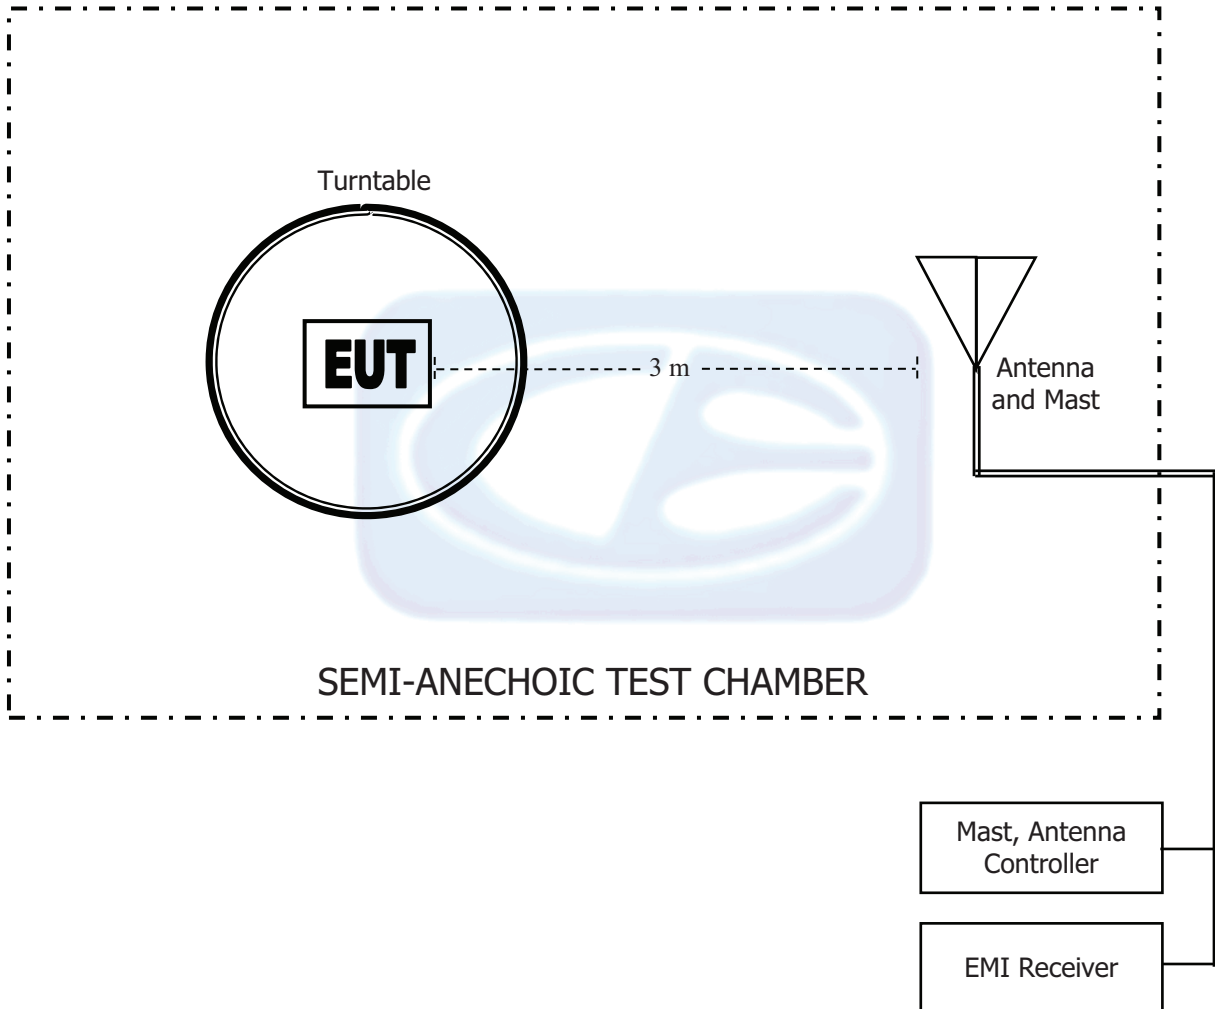 Turntable
EUT
3 m
Antenna
and Mast
SEMI-ANECHOIC TEST CHAMBER
Mast, Antenna
Controller
EMI Receiver